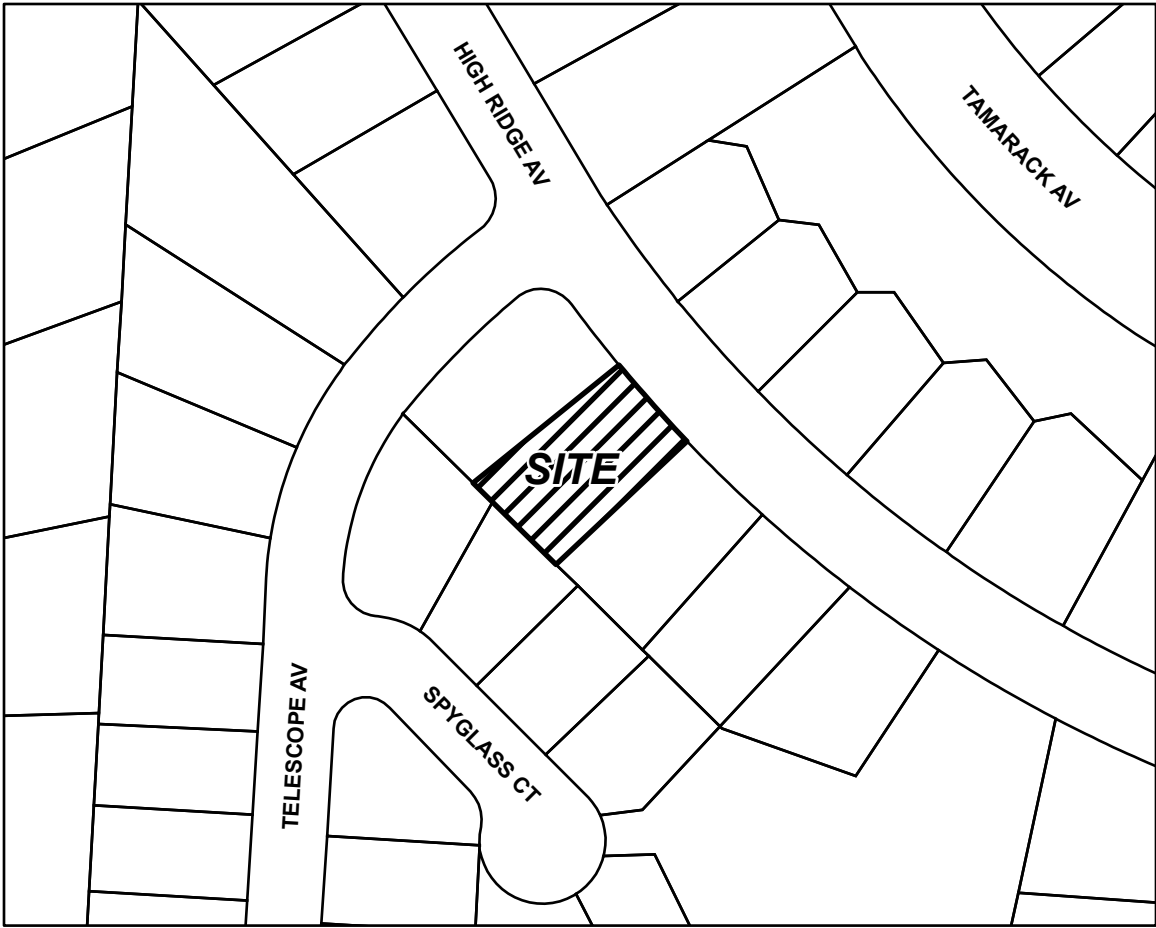 HIGH RIDGE AV
TAMARACK AV
SITE
TELESCOPE AV
SPYGLASS CT